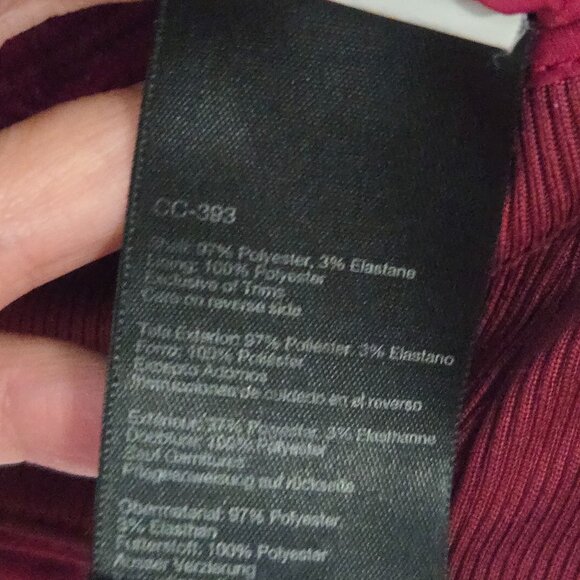 CC-393
Shell: 97% Polyester, 3% Elastane
Lining: 100% Polyester
Exclusive of Trims
Care on reverse side
Tela Exterior: 97% Poliester, 3% Elastano
Forro: 100% Poliester
Excepto Adornos
Instrucciones de cuidado en el reverso
Extérieur: 97% Polyester, 3% Elasthanne
Doublure: 100% Polyester
Sauf Garnitures
Pflegeanweisung auf rückseite
Obermaterial: 97% Polyester,
3% Elasthan
Futterstoff: 100% Polyester
Ausser Verzierung